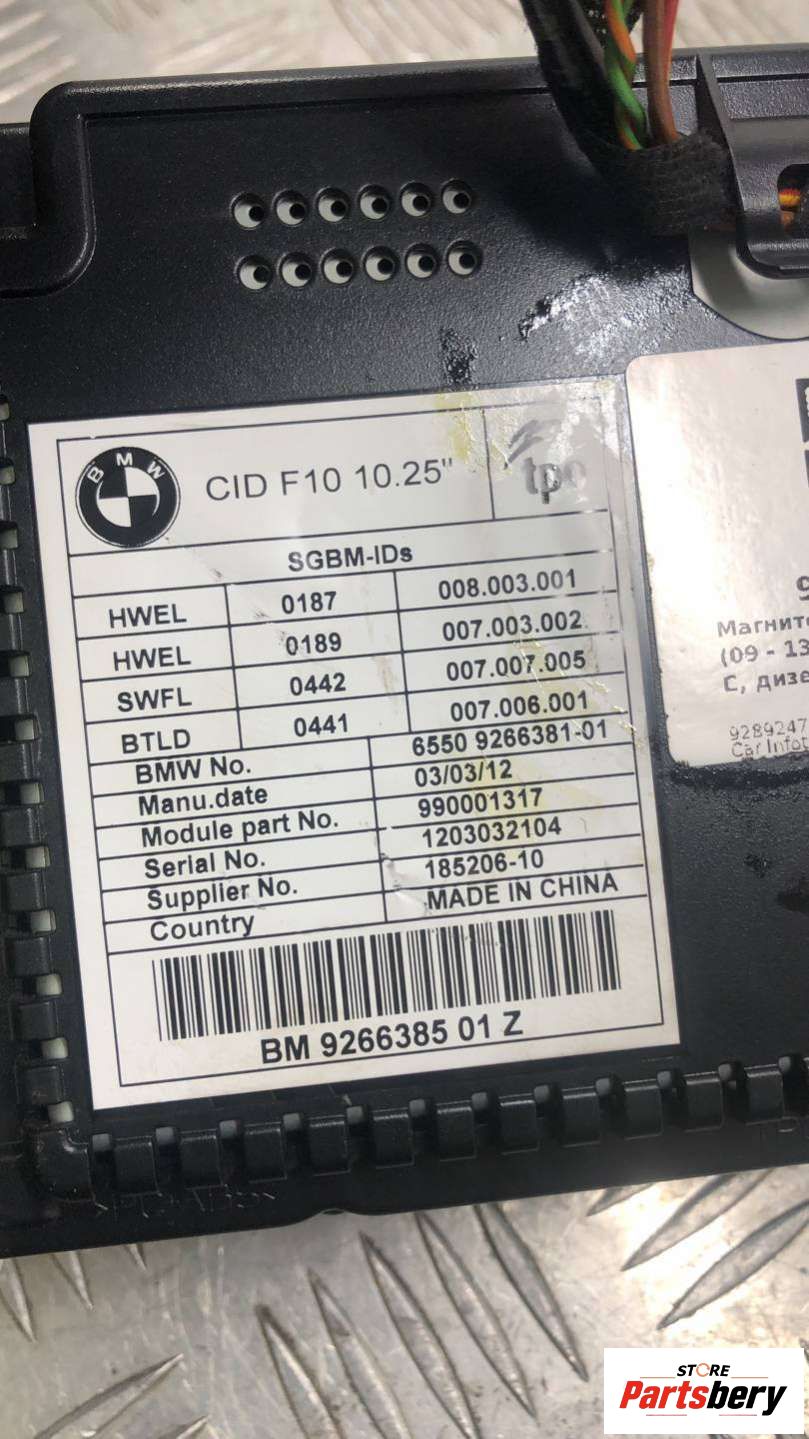 BMW
CID F10 10.25"
tpo
SGBM-IDs
HWEL 0187 008.003.001
HWEL 0189 007.003.002
SWFL 0442 007.007.005
BTLD 0441 007.006.001
BMW No. 6550 9266381-01
Manu.date 03/03/12
Module part No. 990001317
Serial No. 1203032104
Supplier No. 185206-10
Country MADE IN CHINA
BM 9266385 01 Z
(09 - 13
С, дизе
9289247
Car
STORE
Partsbery